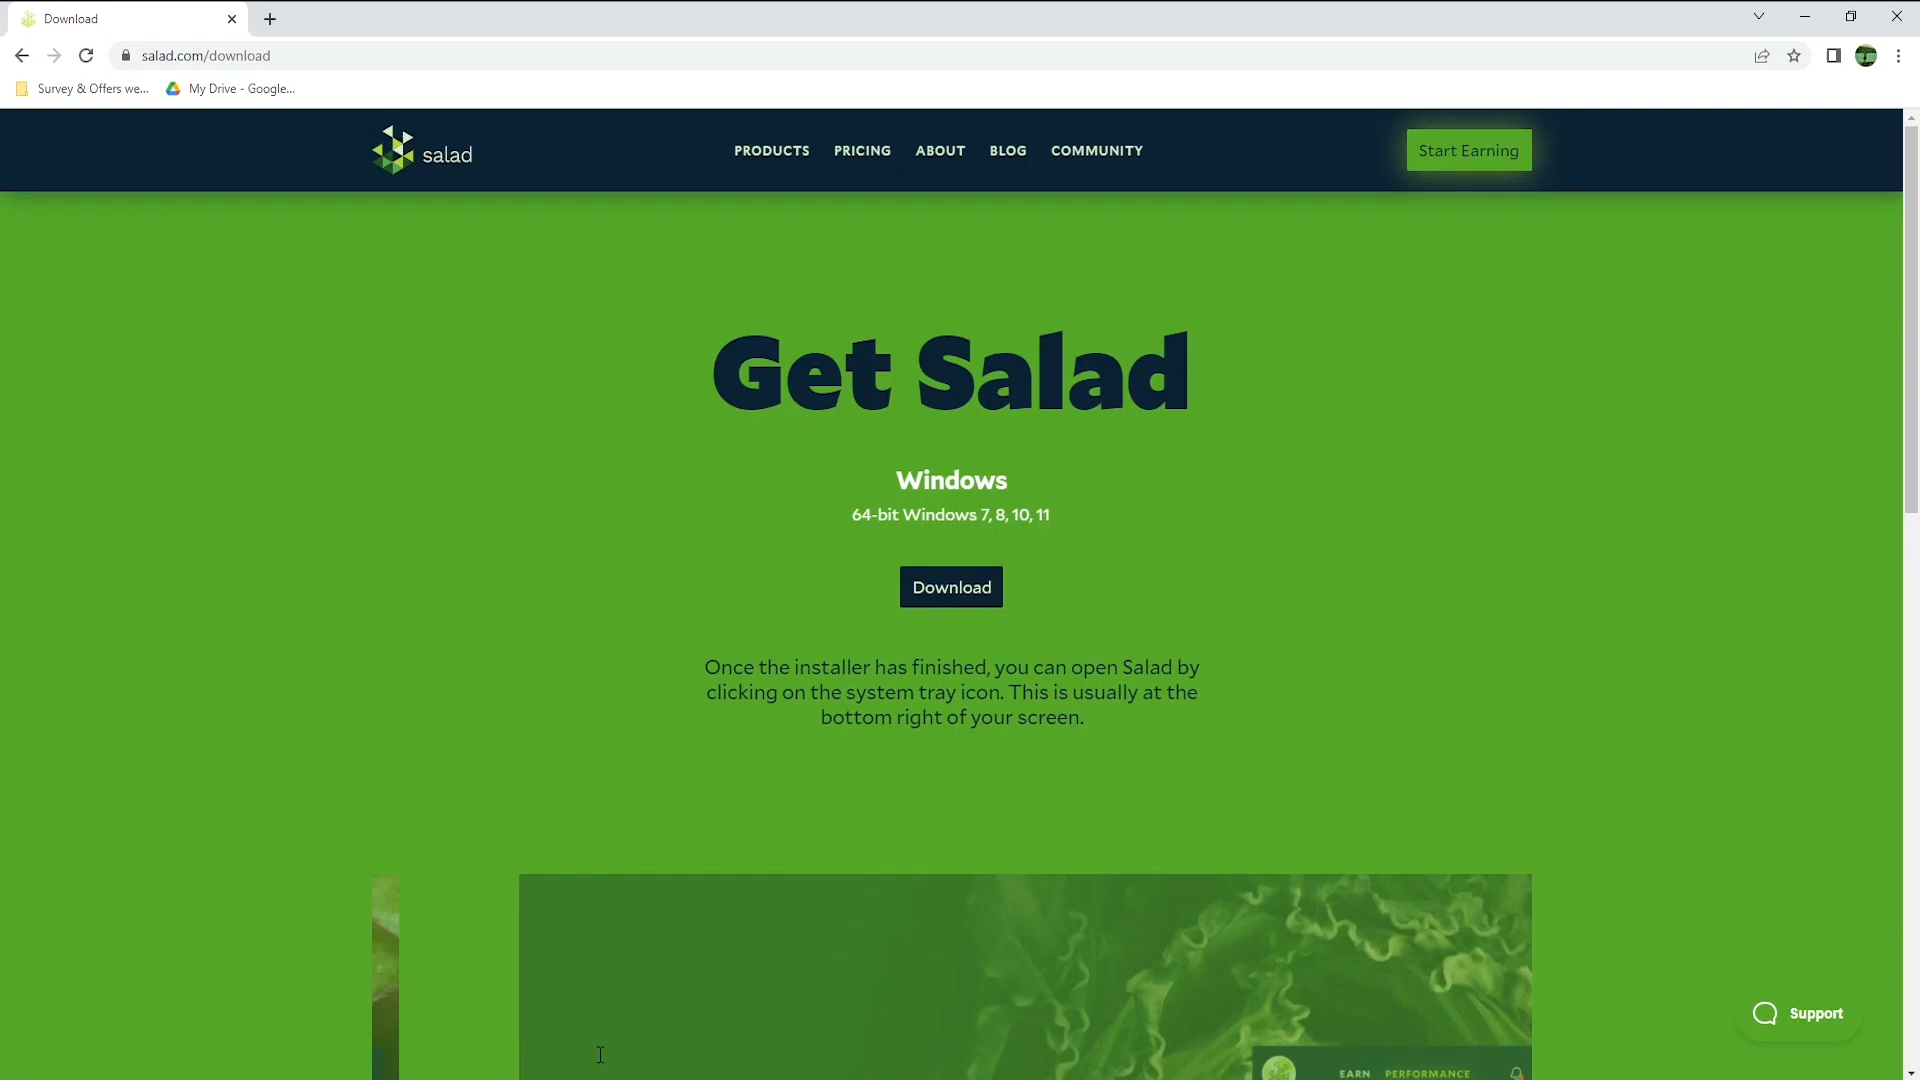 Download
salad.com/download
Survey & Offers we... My Drive - Google...
salad PRODUCTS PRICING ABOUT BLOG COMMUNITY Start Earning
Get Salad
Windows
64-bit Windows 7, 8, 10, 11
Download
Once the installer has finished, you can open Salad by
clicking on the system tray icon. This is usually at the
bottom right of your screen.
Support
EARN PERFORMANCE